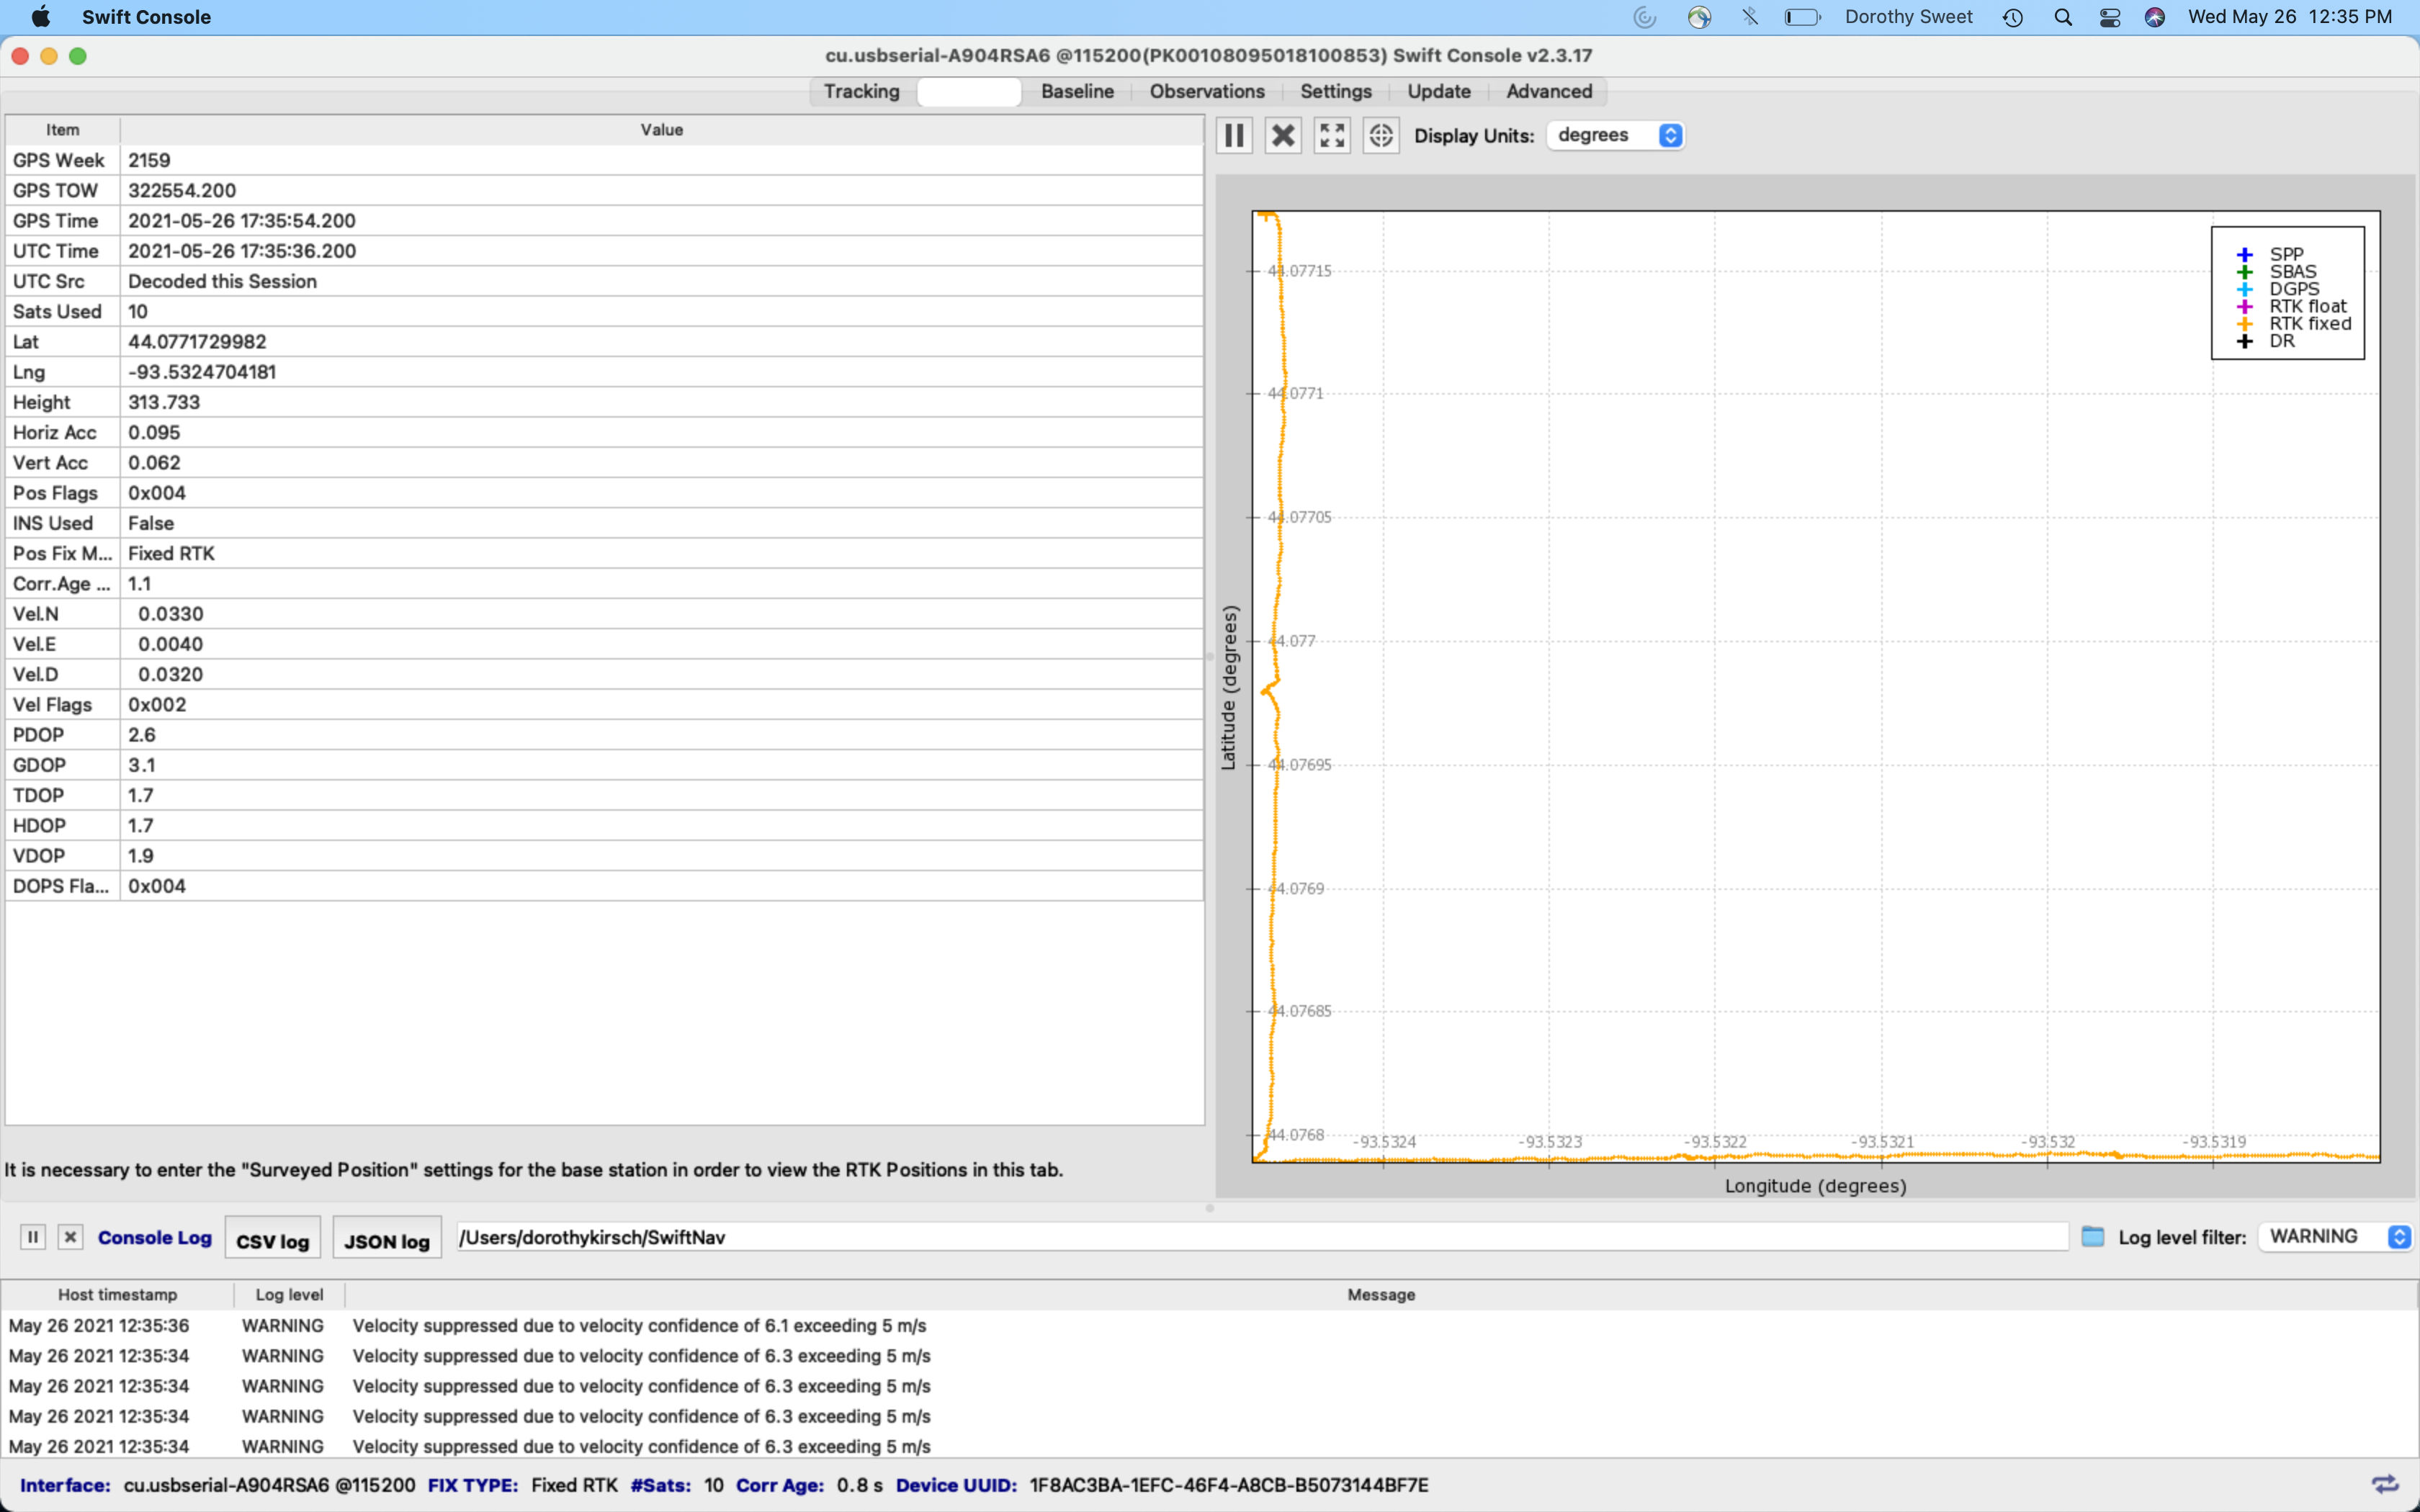 Swift Console Dorothy Sweet Wed May 26 12:35 PM
cu.usbserial-A904RSA6 @115200(PK00108095018100853) Swift Console v2.3.17
Tracking Baseline Observations Settings Update Advanced
Item Value
GPS Week 2159
GPS TOW 322554.200
GPS Time 2021-05-26 17:35:54.200
UTC Time 2021-05-26 17:35:36.200
UTC Src Decoded this Session
Sats Used 10
Lat 44.0771729982
Lng -93.5324704181
Height 313.733
Horiz Acc 0.095
Vert Acc 0.062
Pos Flags 0x004
INS Used False
Pos Fix M... Fixed RTK
Corr.Age ... 1.1
Vel.N 0.0330
Vel.E 0.0040
Vel.D 0.0320
Vel Flags 0x002
PDOP 2.6
GDOP 3.1
TDOP 1.7
HDOP 1.7
VDOP 1.9
DOPS Fla... 0x004
It is necessary to enter the "Surveyed Position" settings for the base station in order to view the RTK Positions in this tab.
Display Units: degrees
SPP
SBAS
DGPS
RTK float
RTK fixed
DR
Latitude (degrees)
44.07715
44.0771
44.07705
44.077
44.07695
44.0769
44.07685
44.0768
-93.5324 -93.5323 -93.5322 -93.5321 -93.532 -93.5319
Longitude (degrees)
Console Log CSV log JSON log /Users/dorothykirsch/SwiftNav Log level filter: WARNING
Host timestamp Log level Message
May 26 2021 12:35:36 WARNING Velocity suppressed due to velocity confidence of 6.1 exceeding 5 m/s
May 26 2021 12:35:34 WARNING Velocity suppressed due to velocity confidence of 6.3 exceeding 5 m/s
May 26 2021 12:35:34 WARNING Velocity suppressed due to velocity confidence of 6.3 exceeding 5 m/s
May 26 2021 12:35:34 WARNING Velocity suppressed due to velocity confidence of 6.3 exceeding 5 m/s
May 26 2021 12:35:34 WARNING Velocity suppressed due to velocity confidence of 6.3 exceeding 5 m/s
Interface: cu.usbserial-A904RSA6 @115200 FIX TYPE: Fixed RTK #Sats: 10 Corr Age: 0.8 s Device UUID: 1F8AC3BA-1EFC-46F4-A8CB-B5073144BF7E